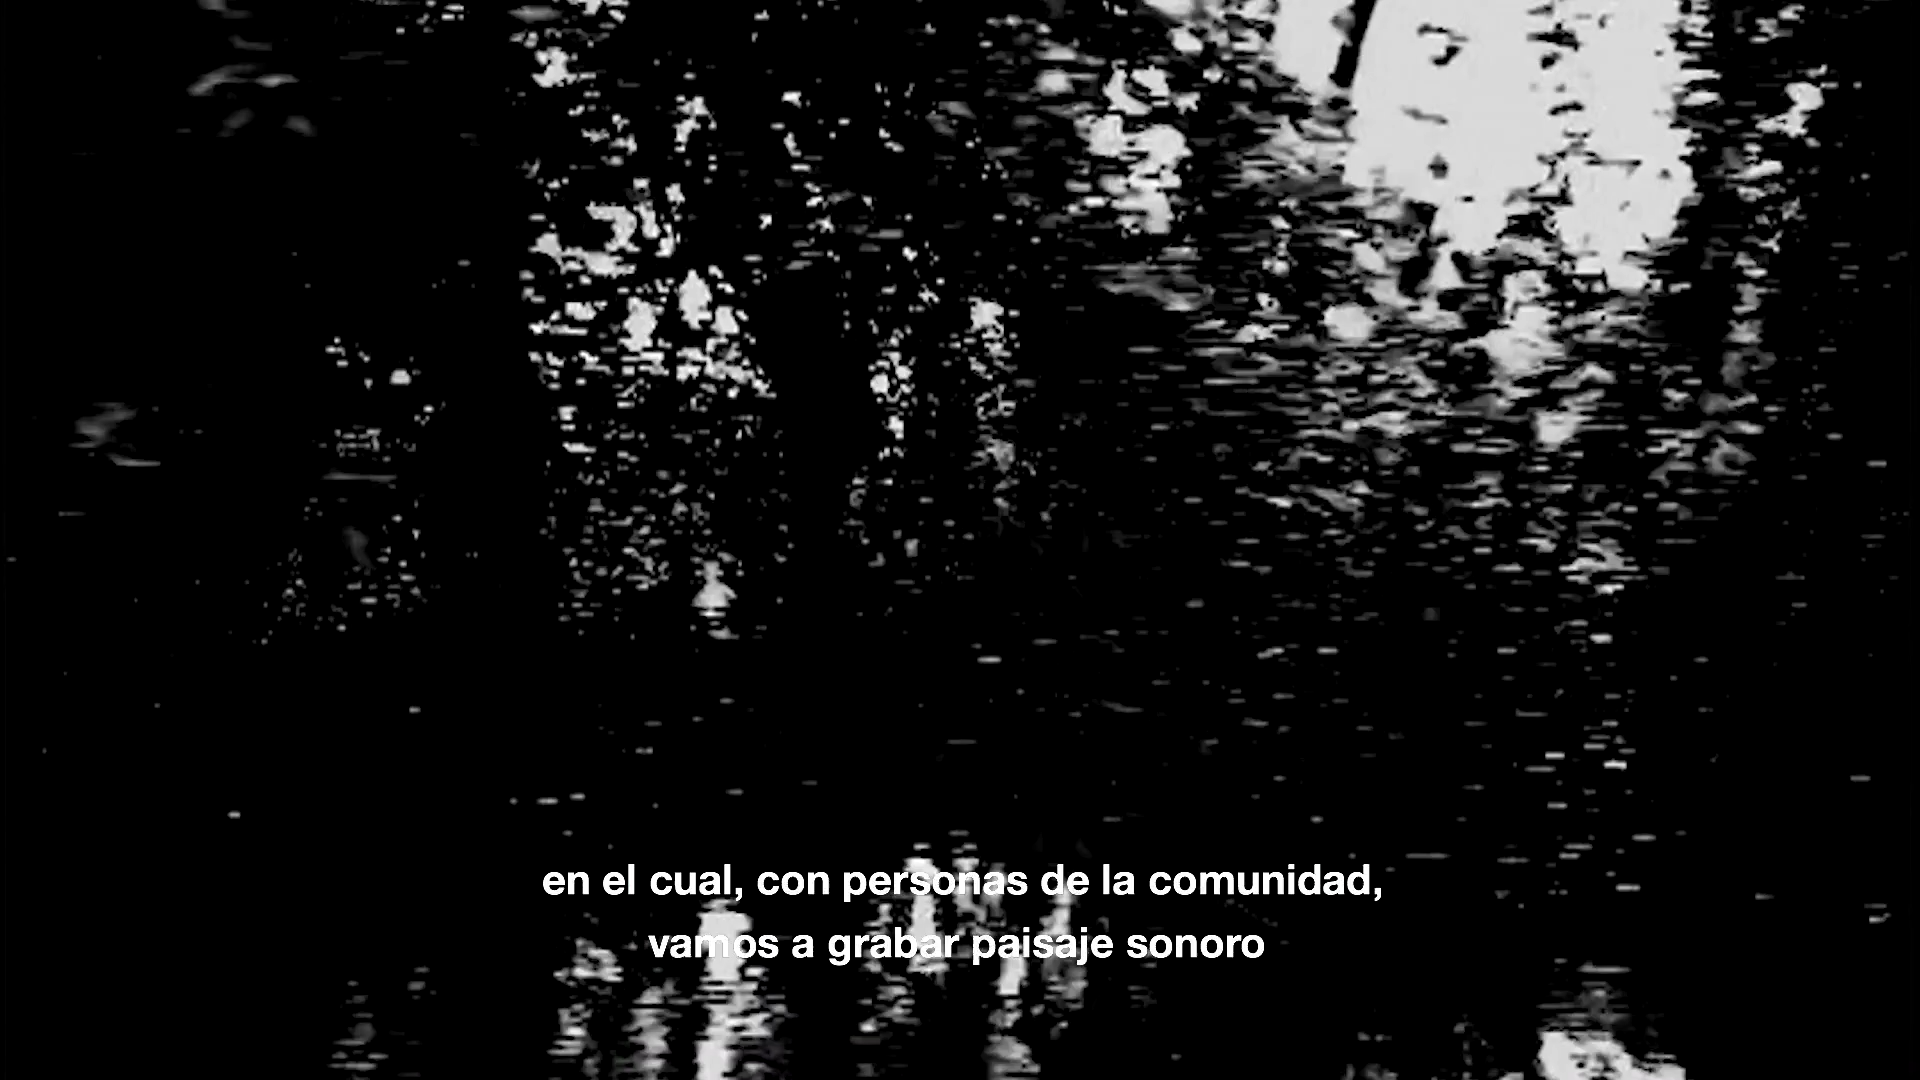 en el cual, con personas de la comunidad,
vamos a grabar paisaje sonoro